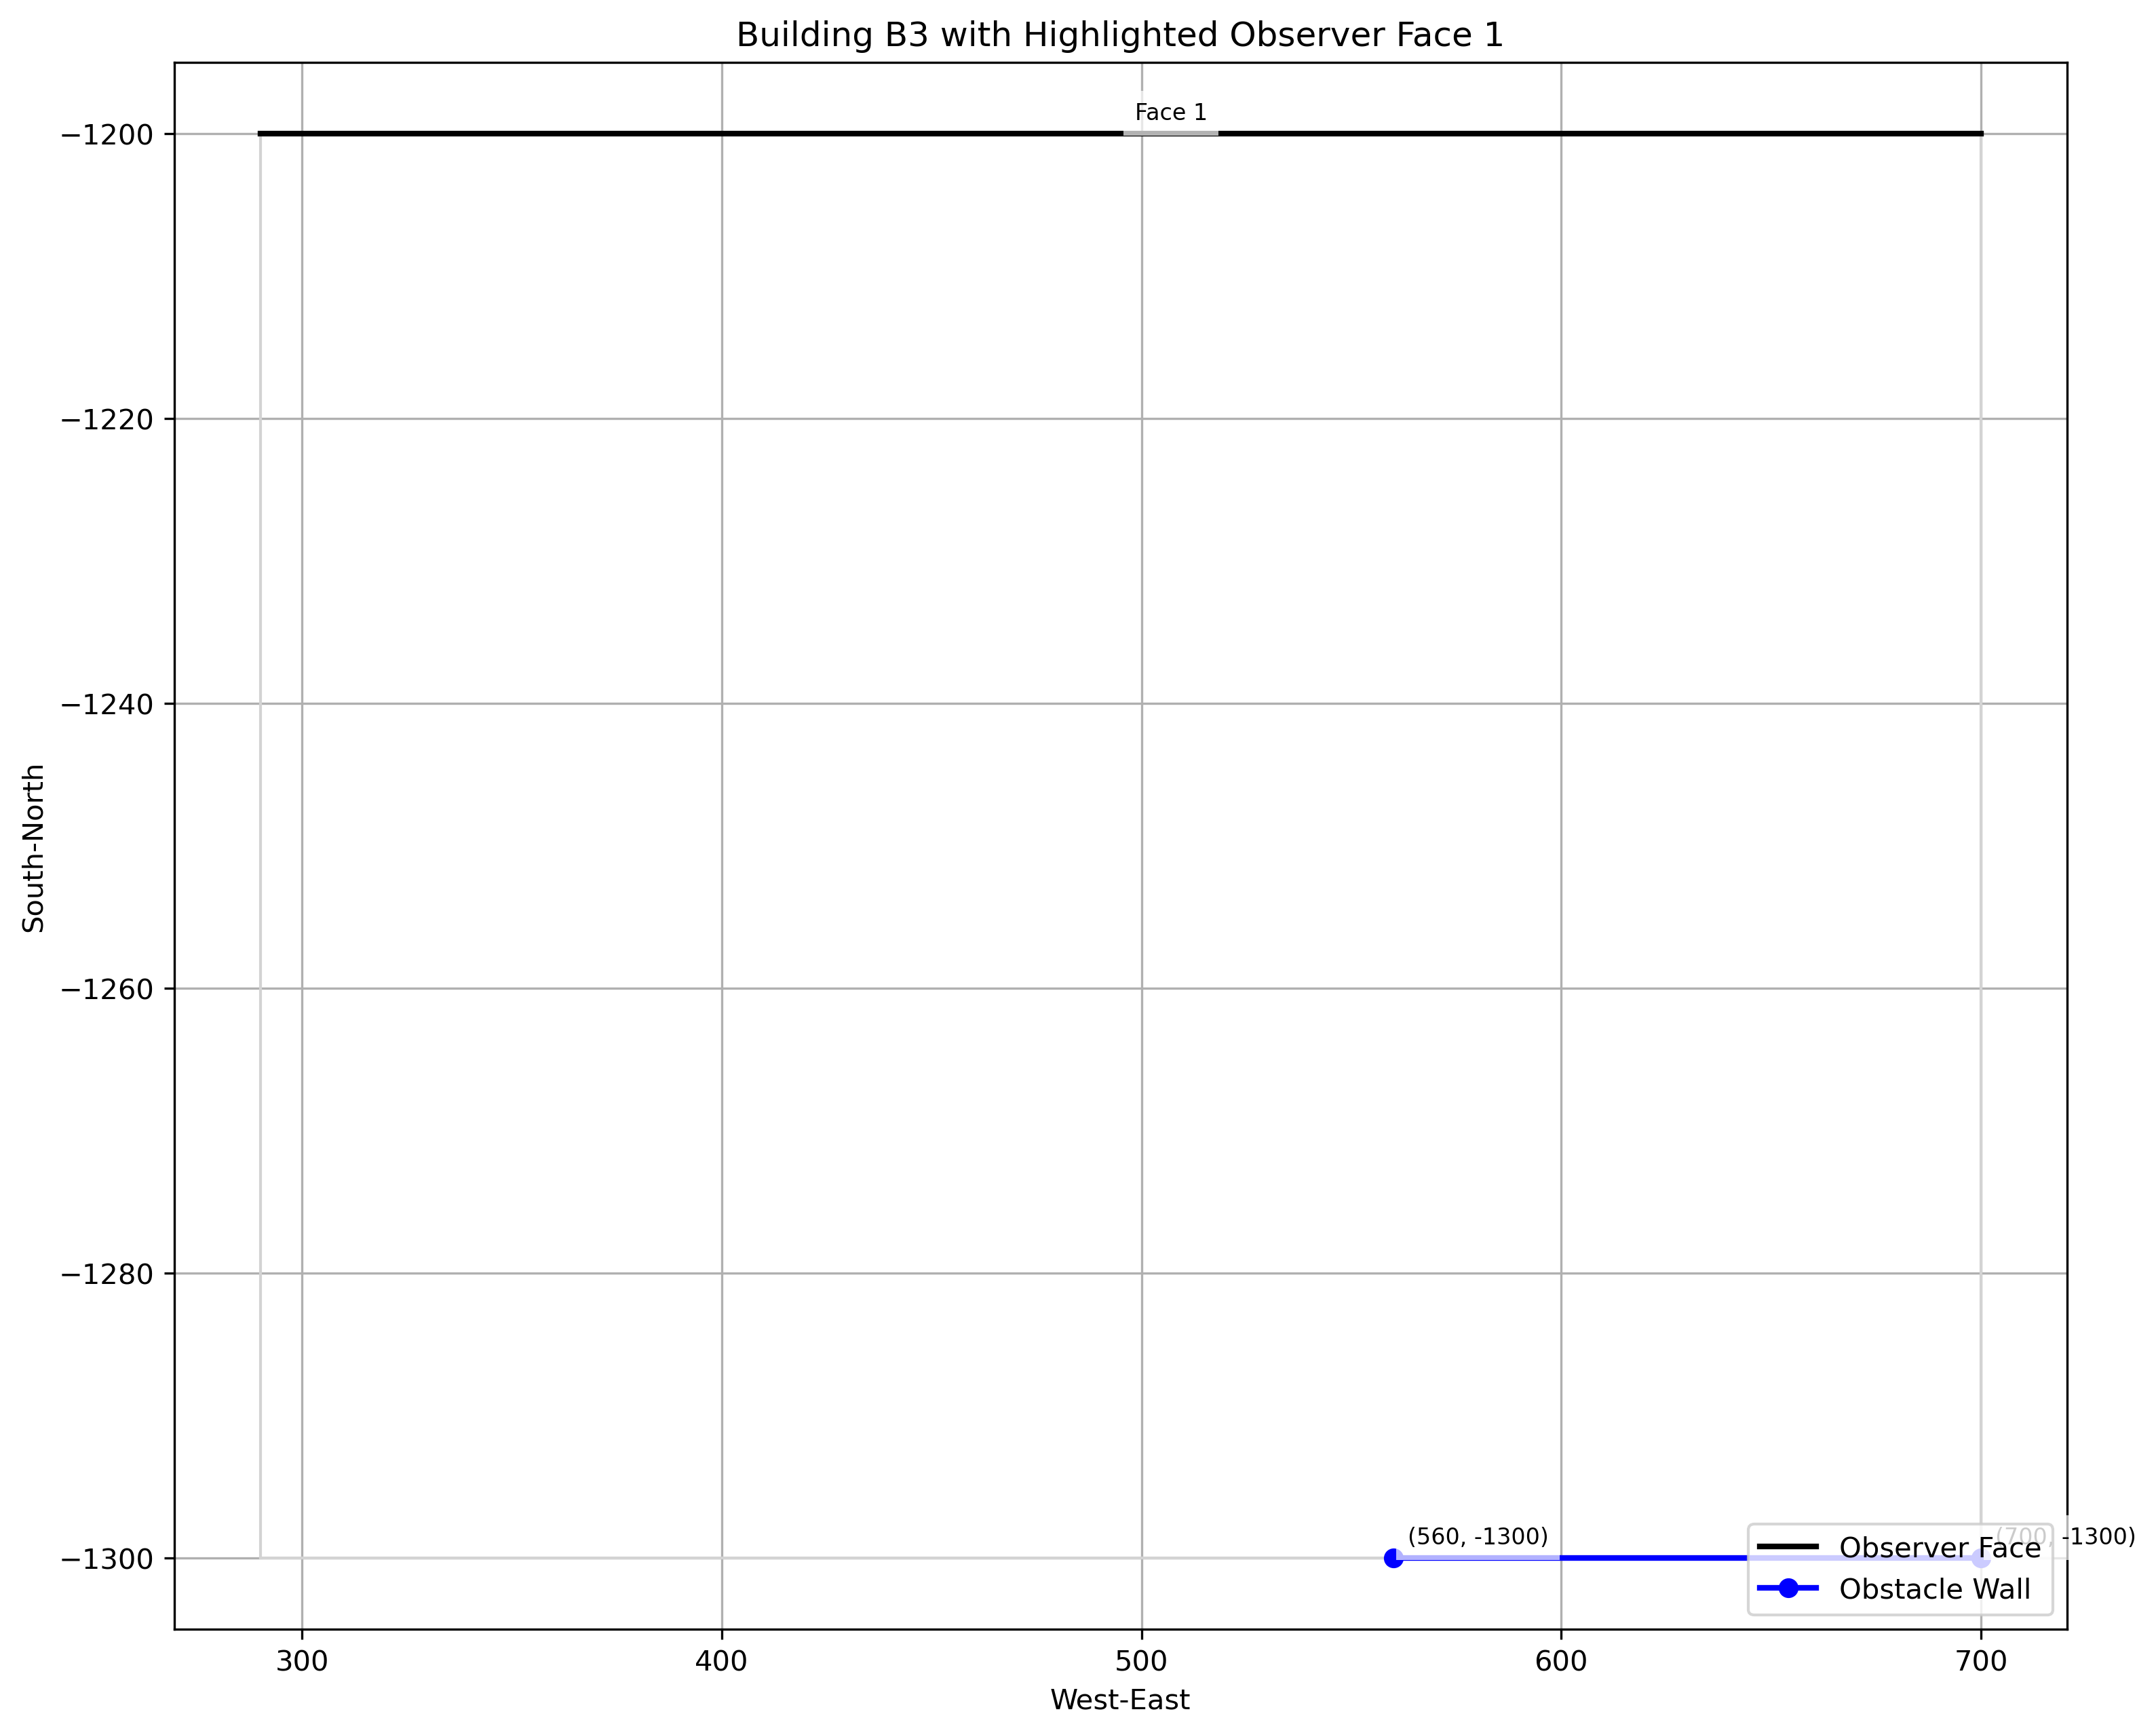 Building B3 with Highlighted Observer Face 1
Face 1
−1200
−1220
−1240
−1260
−1280
−1300
South-North
(560, -1300)
(700, -1300)
Observer Face
Obstacle Wall
300
400
500
600
700
West-East